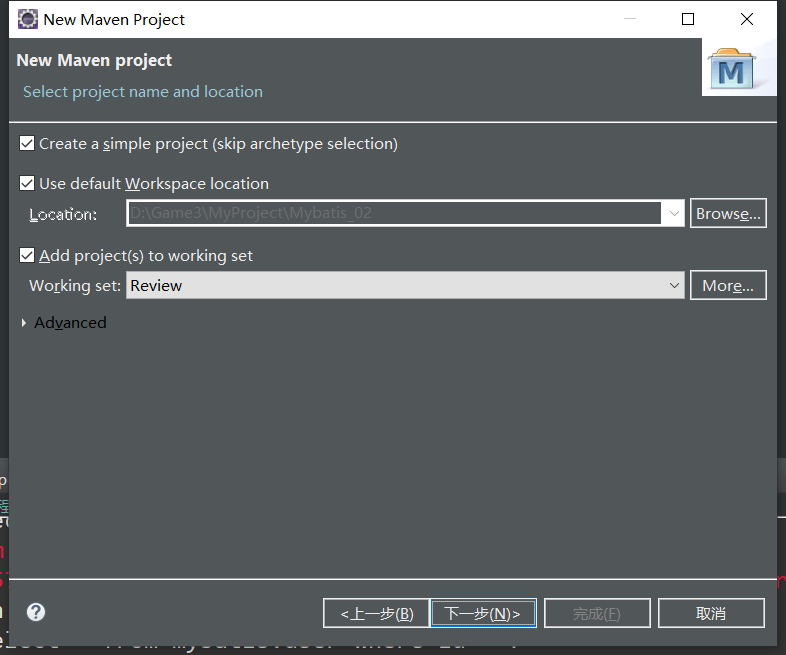 New Maven Project
New Maven project
Select project name and location
M
Create a simple project (skip archetype selection)
Use default Workspace location
Location: D:\Game3\MyProject\Mybatis_02 Browse...
Add project(s) to working set
Working set: Review More...
Advanced
<上一步(B) 下一步(N)> 完成(F) 取消